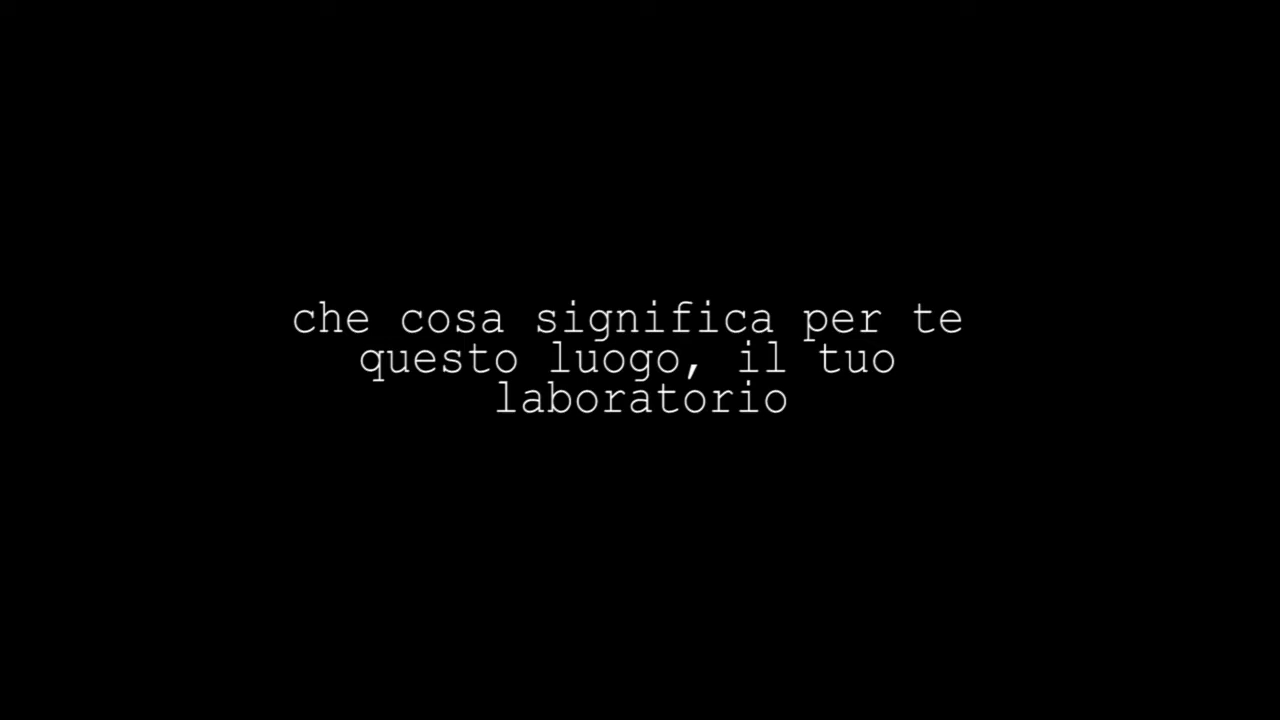 che cosa significa per te
questo luogo, il tuo
laboratorio